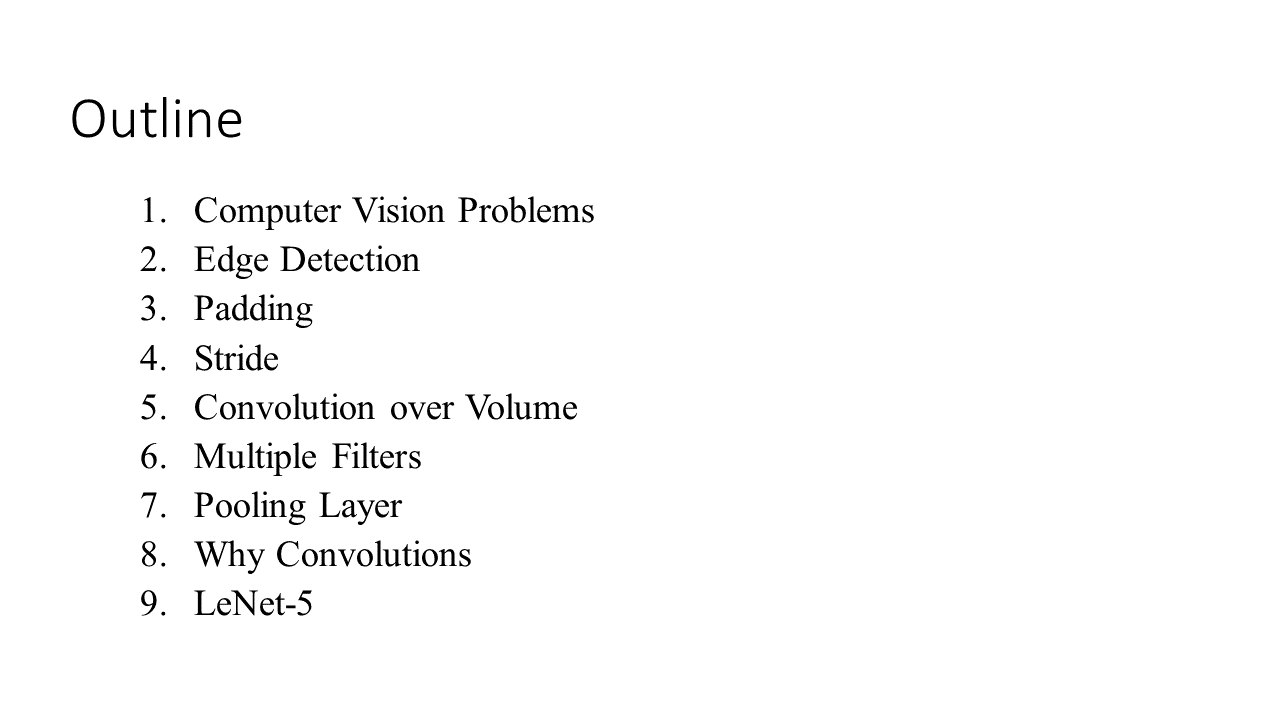 Outline
1. Computer Vision Problems
2. Edge Detection
3. Padding
4. Stride
5. Convolution over Volume
6. Multiple Filters
7. Pooling Layer
8. Why Convolutions
9. LeNet-5